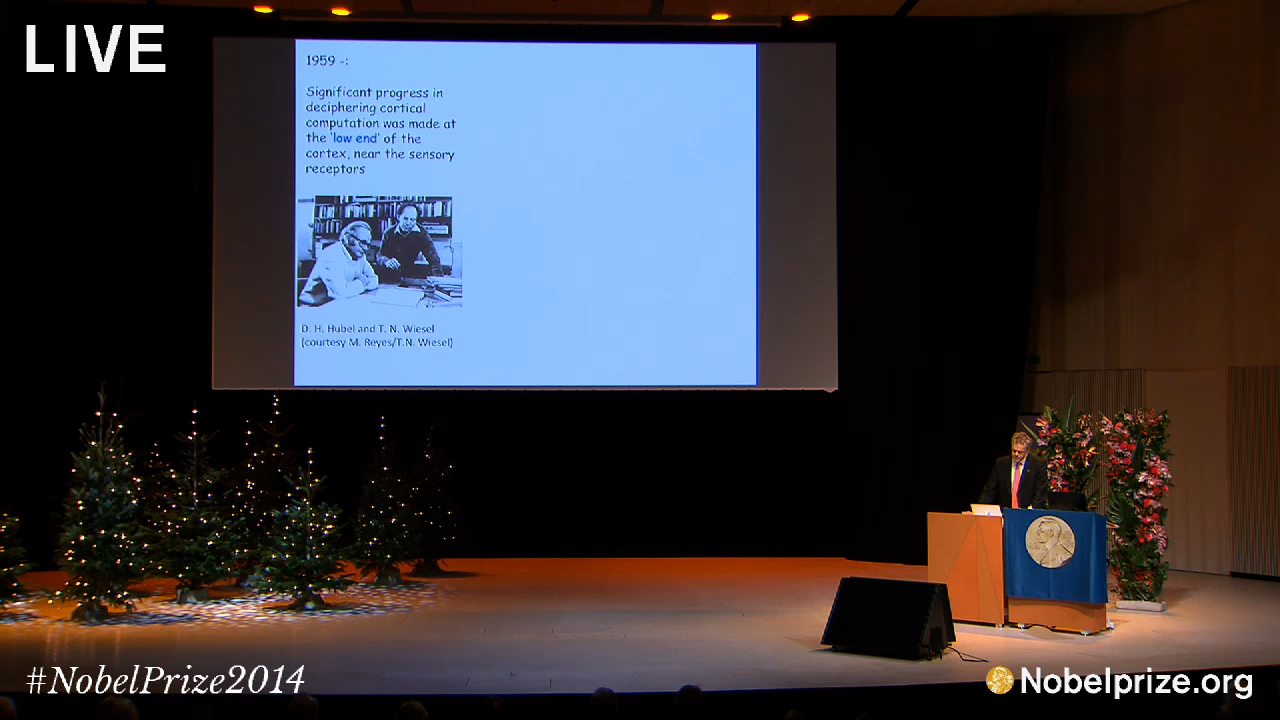 LIVE
1959 -:
Significant progress in
deciphering cortical
computation was made at
the 'low end' of the
cortex, near the sensory
receptors
D. H. Hubel and T. N. Wiesel
(courtesy M. Reyes/T.N. Wiesel)
#NobelPrize2014
Nobelprize.org